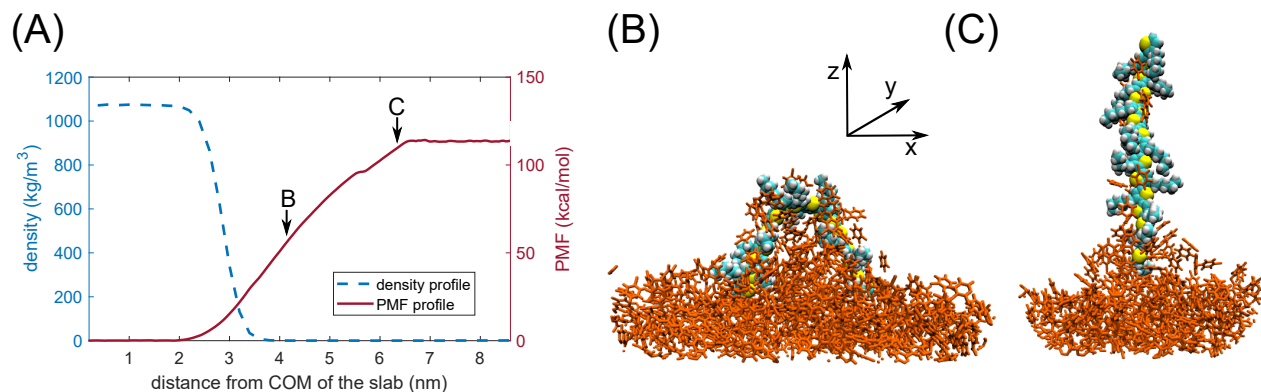 (A)
(B)
(C)
1200
1000
800
600
400
200
0
density (kg/m³)
150
100
50
0
PMF (kcal/mol)
1 2 3 4 5 6 7 8
distance from COM of the slab (nm)
B
C
density profile
PMF profile
z
y
x